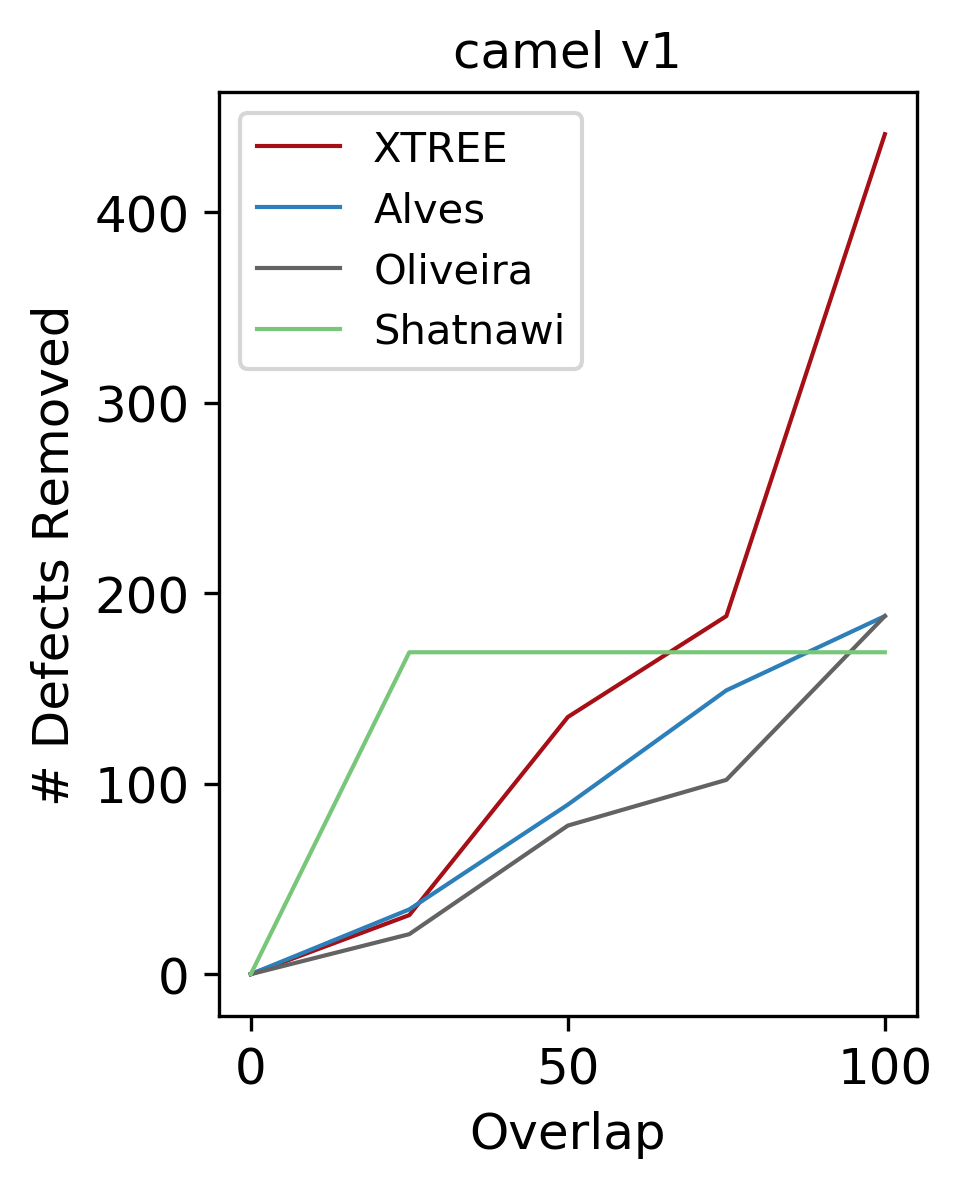 camel v1
XTREE
Alves
Oliveira
Shatnawi
# Defects Removed
400
300
200
100
0
0 50 100
Overlap